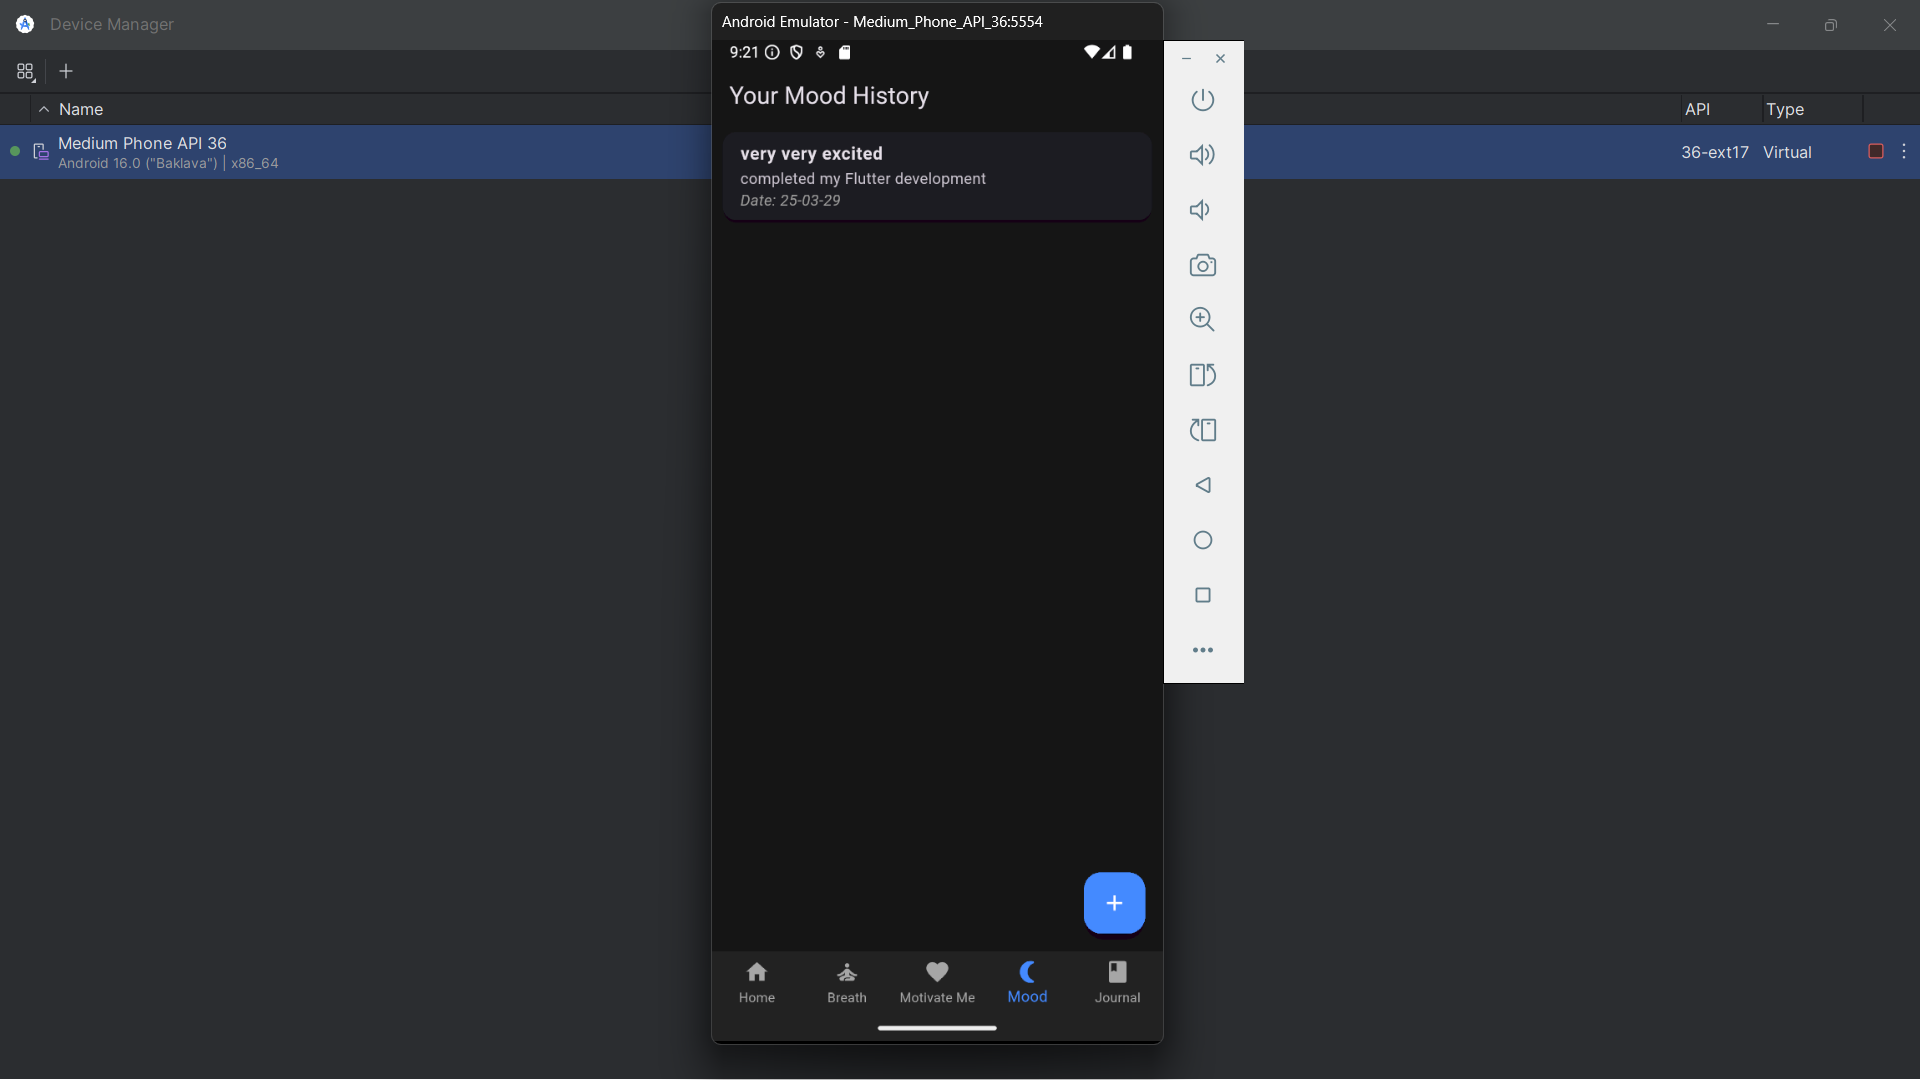 Device Manager
Android Emulator - Medium_Phone_API_36:5554
9:21
Your Mood History
Name
API
Type
very very excited
completed my Flutter development
Date: 25-03-29
Medium Phone API 36
Android 16.0 ("Baklava") | x86_64
36-ext17
Virtual
Home
Breath
Motivate Me
Mood
Journal